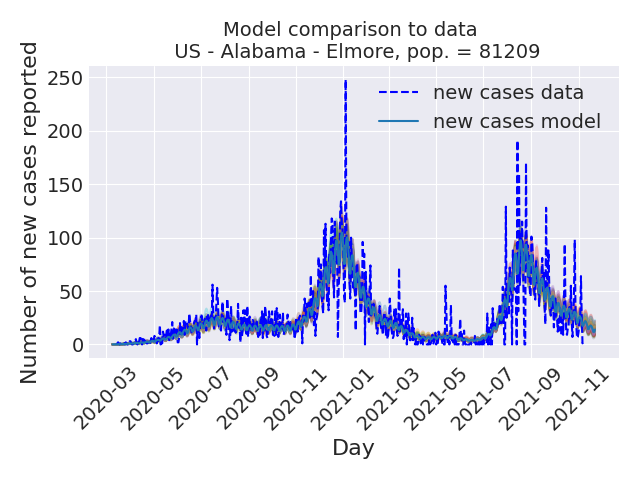 Model comparison to data
US - Alabama - Elmore, pop. = 81209
Number of new cases reported
250
200
150
100
50
0
new cases data
new cases model
2020-03
2020-05
2020-07
2020-09
2020-11
2021-01
2021-03
2021-05
2021-07
2021-09
2021-11
Day